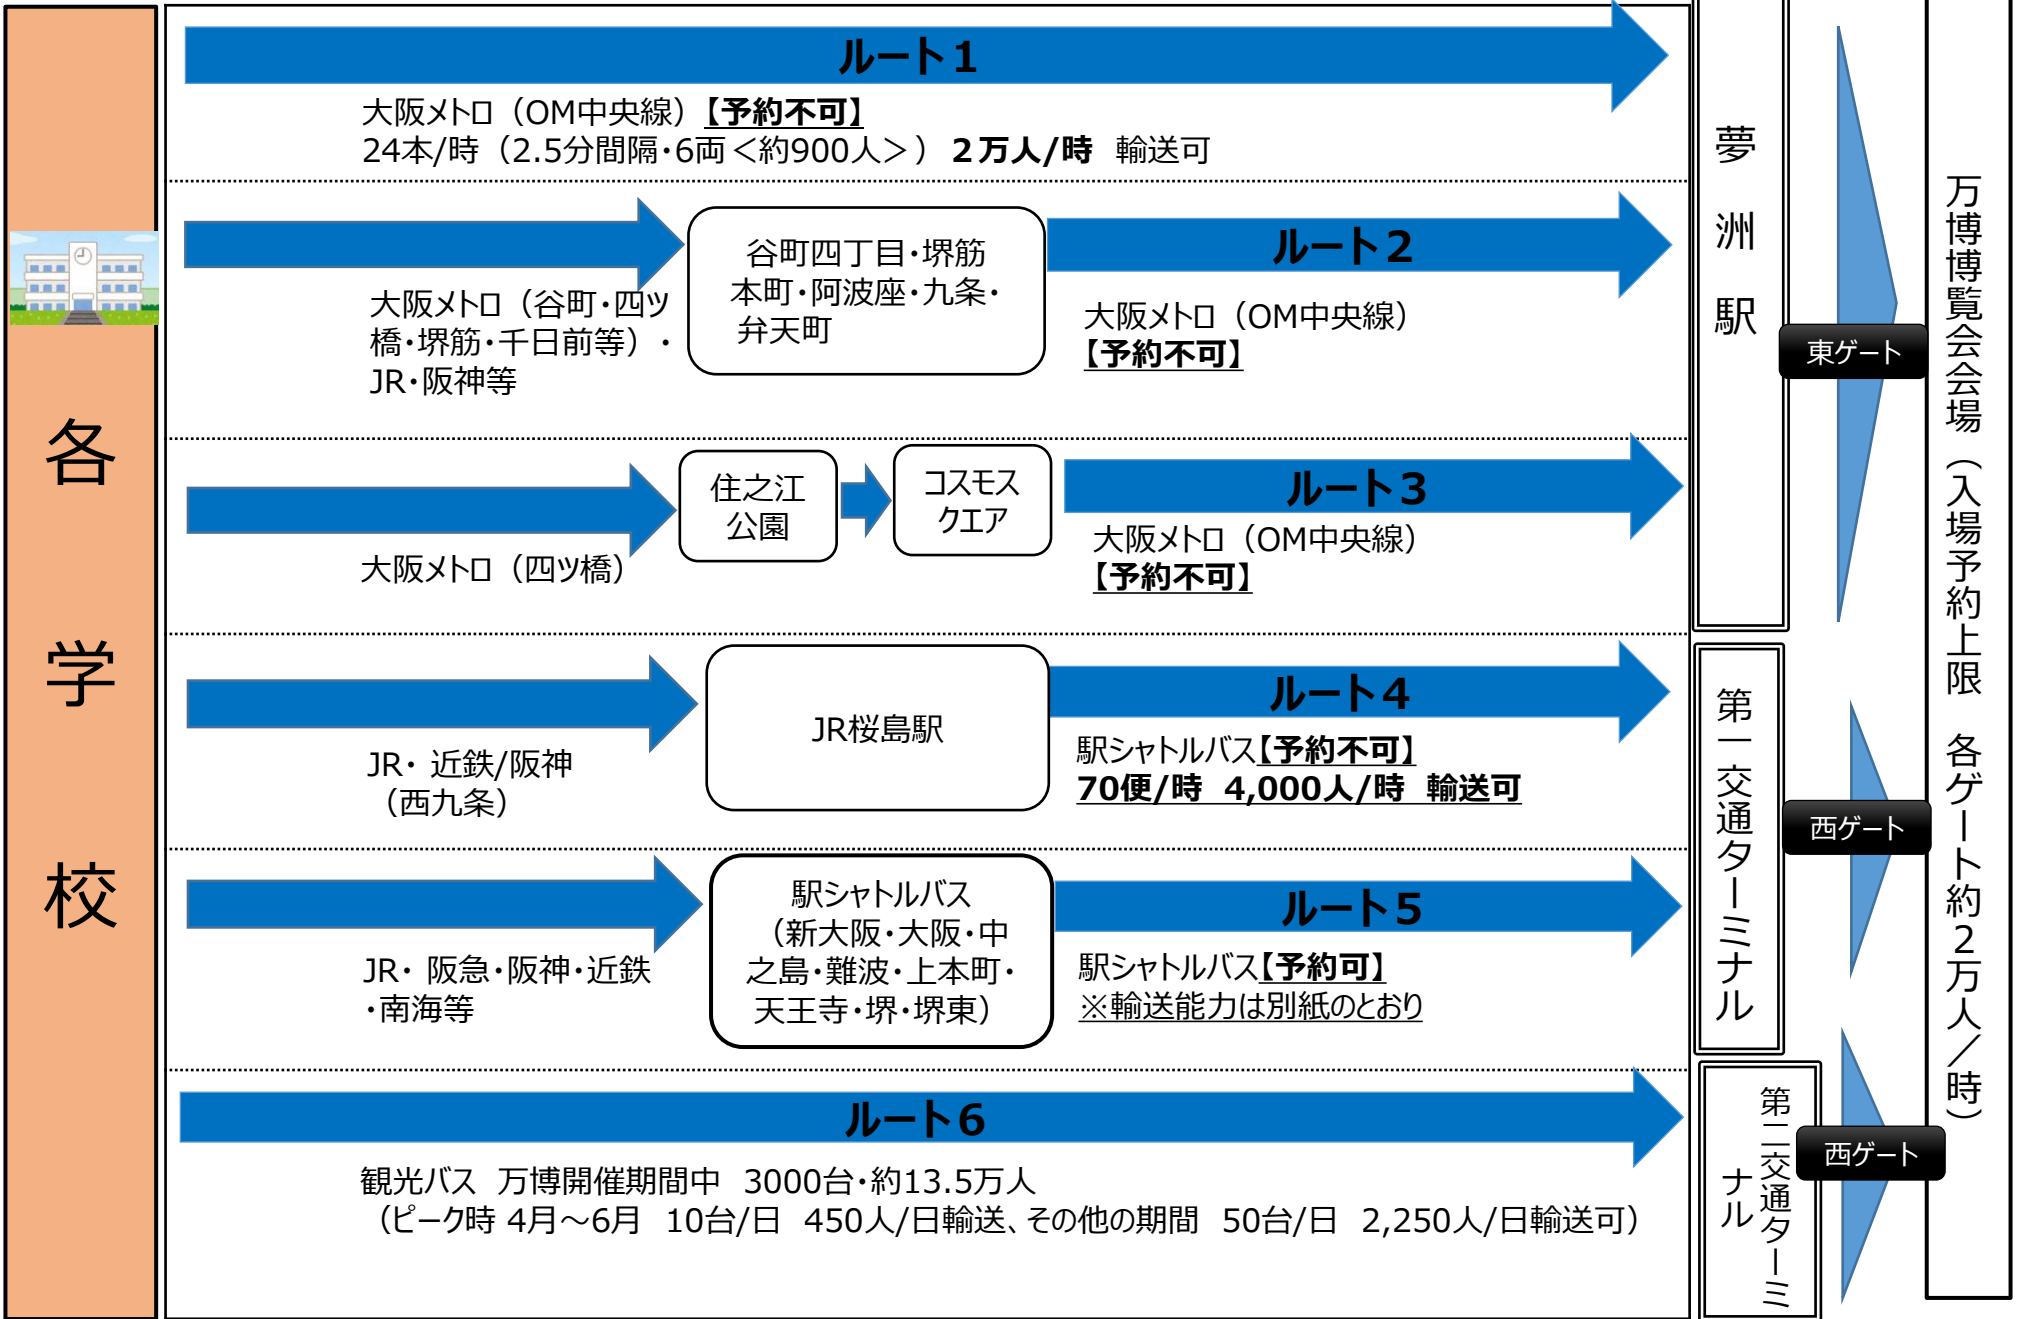 各学校
ルート１
大阪メトロ（OM中央線）【予約不可】
24本/時（2.5分間隔・6両＜約900人＞）２万人/時　輸送可
大阪メトロ（谷町・四ツ
橋・堺筋・千日前等）・
JR・阪神等
谷町四丁目・堺筋
本町・阿波座・九条・
弁天町
ルート２
大阪メトロ（OM中央線）
【予約不可】
大阪メトロ（四ツ橋）
住之江
公園
コスモス
クエア
ルート３
大阪メトロ（OM中央線）
【予約不可】
JR・ 近鉄/阪神
（西九条）
JR桜島駅
ルート４
駅シャトルバス【予約不可】
70便/時　4,000人/時　輸送可
JR・ 阪急・阪神・近鉄
・南海等
駅シャトルバス
（新大阪・大阪・中
之島・難波・上本町・
天王寺・堺・堺東）
ルート５
駅シャトルバス【予約可】
※輸送能力は別紙のとおり
ルート６
観光バス　万博開催期間中　3000台・約13.5万人
（ピーク時 4月～6月　10台/日　450人/日輸送、その他の期間　50台/日　2,250人/日輸送可）
夢洲駅
第一交通ターミナル
第二交通ターミ
ナル
東ゲート
西ゲート
西ゲート
万博博覧会会場（入場予約上限　各ゲート約２万人／時）